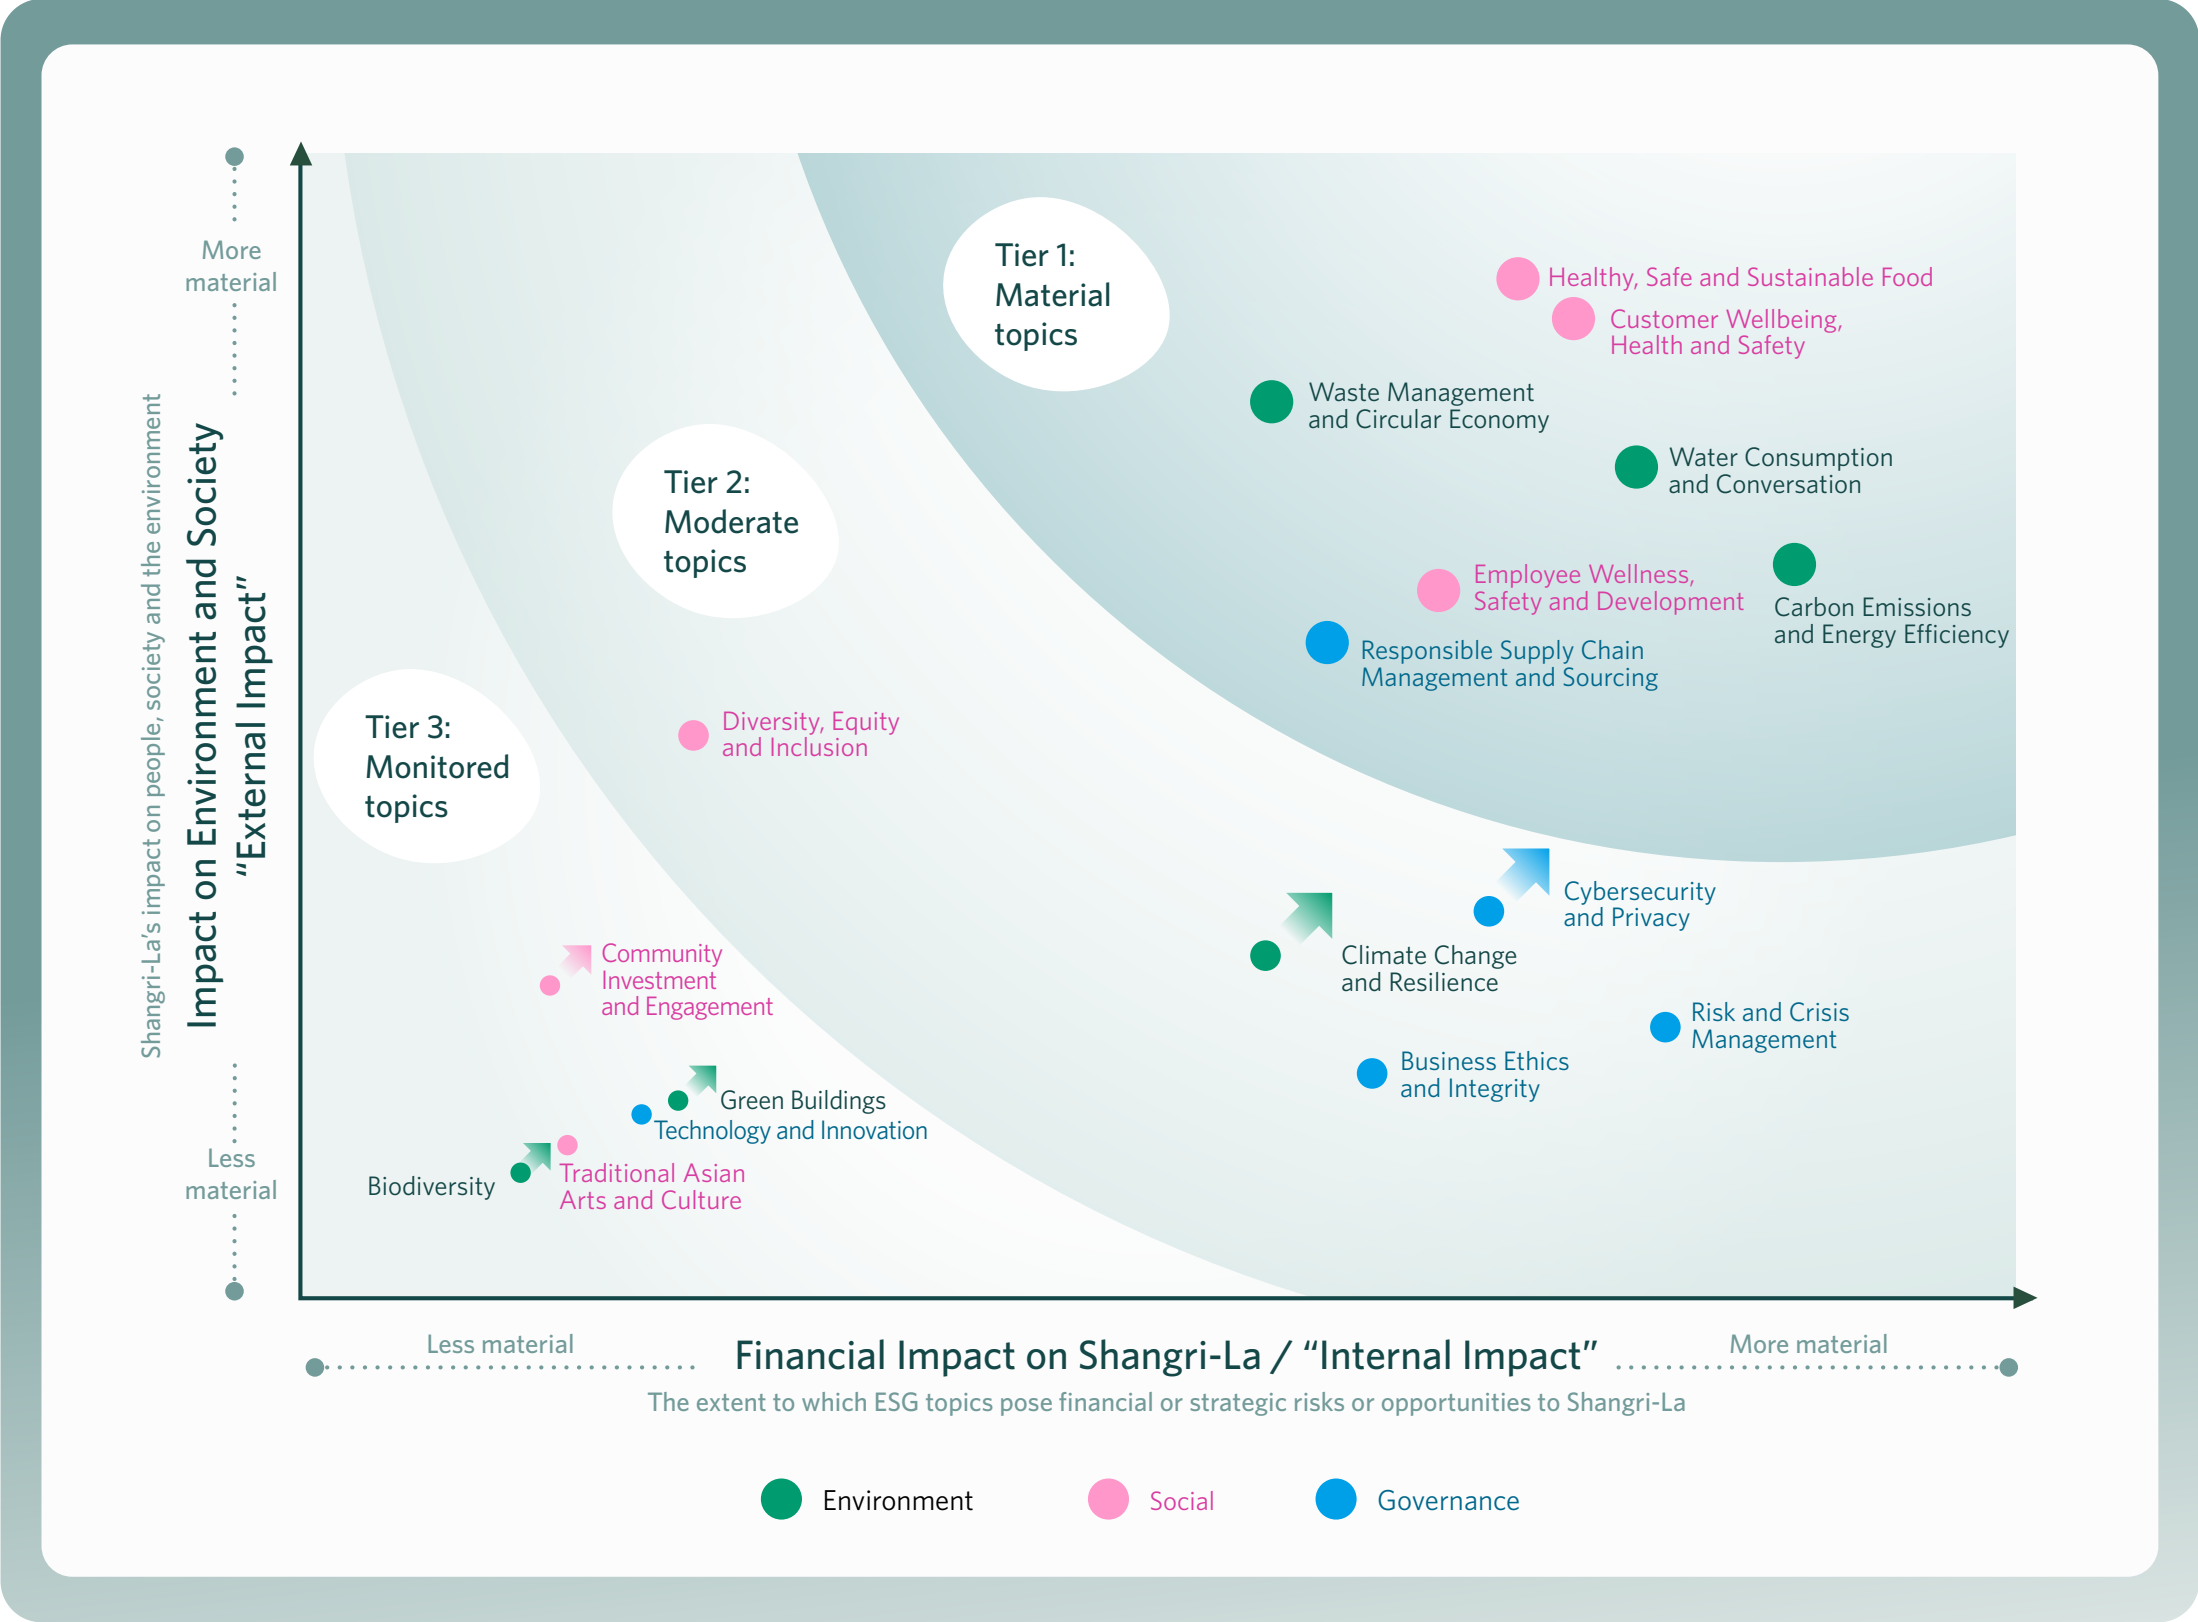 More
material
Shangri-La's impact on people, society and the environment
Impact on Environment and Society
“External Impact”
Less
material
Tier 1:
Material
topics
Tier 2:
Moderate
topics
Tier 3:
Monitored
topics
Healthy, Safe and Sustainable Food
Customer Wellbeing,
Health and Safety
Waste Management
and Circular Economy
Water Consumption
and Conversation
Employee Wellness,
Safety and Development
Carbon Emissions
and Energy Efficiency
Responsible Supply Chain
Management and Sourcing
Diversity, Equity
and Inclusion
Cybersecurity
and Privacy
Climate Change
and Resilience
Risk and Crisis
Management
Business Ethics
and Integrity
Community
Investment
and Engagement
Green Buildings
Technology and Innovation
Biodiversity
Traditional Asian
Arts and Culture
Less material
Financial Impact on Shangri-La / “Internal Impact”
More material
The extent to which ESG topics pose financial or strategic risks or opportunities to Shangri-La
Environment
Social
Governance